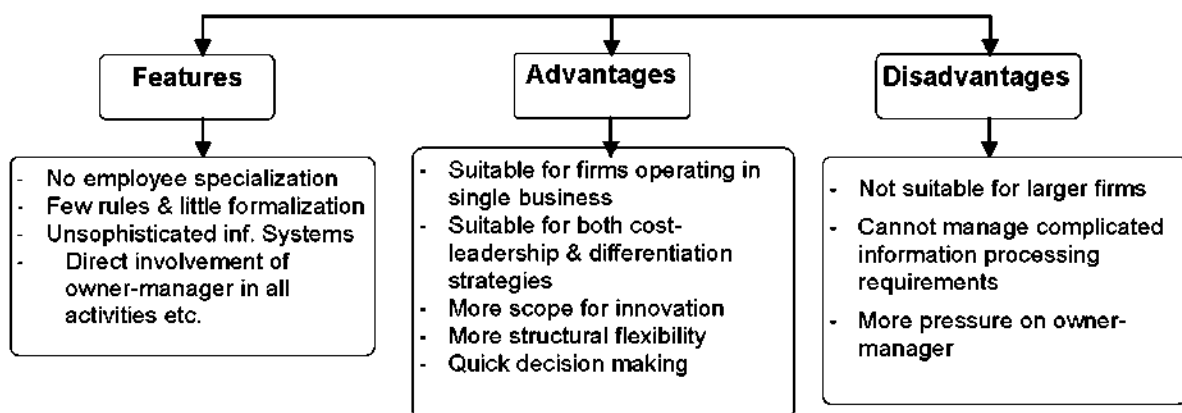 Features
- No employee specialization
- Few rules & little formalization
- Unsophisticated inf. Systems
- Direct involvement of
owner-manager in all
activities etc.
Advantages
- Suitable for firms operating in
single business
- Suitable for both cost-
leadership & differentiation
strategies
- More scope for innovation
- More structural flexibility
- Quick decision making
Disadvantages
- Not suitable for larger firms
- Cannot manage complicated
information processing
requirements
- More pressure on owner-
manager